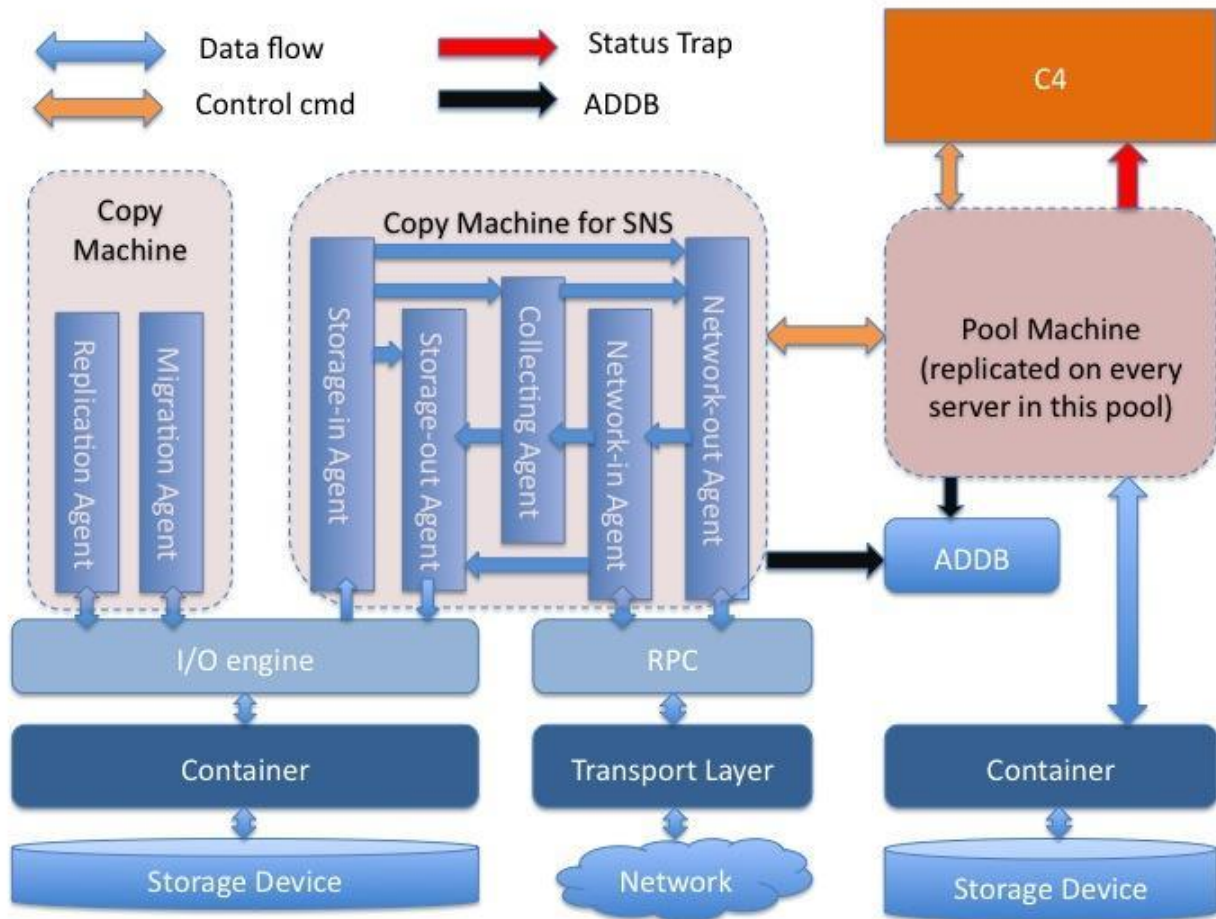 Data flow
Status Trap
Control cmd
ADDB
C4
Copy
Machine
Copy Machine for SNS
Replication Agent
Migration Agent
Storage-in Agent
Storage-out Agent
Collecting Agent
Network-in Agent
Network-out Agent
Pool Machine
(replicated on every
server in this pool)
ADDB
I/O engine
RPC
Container
Transport Layer
Container
Storage Device
Network
Storage Device